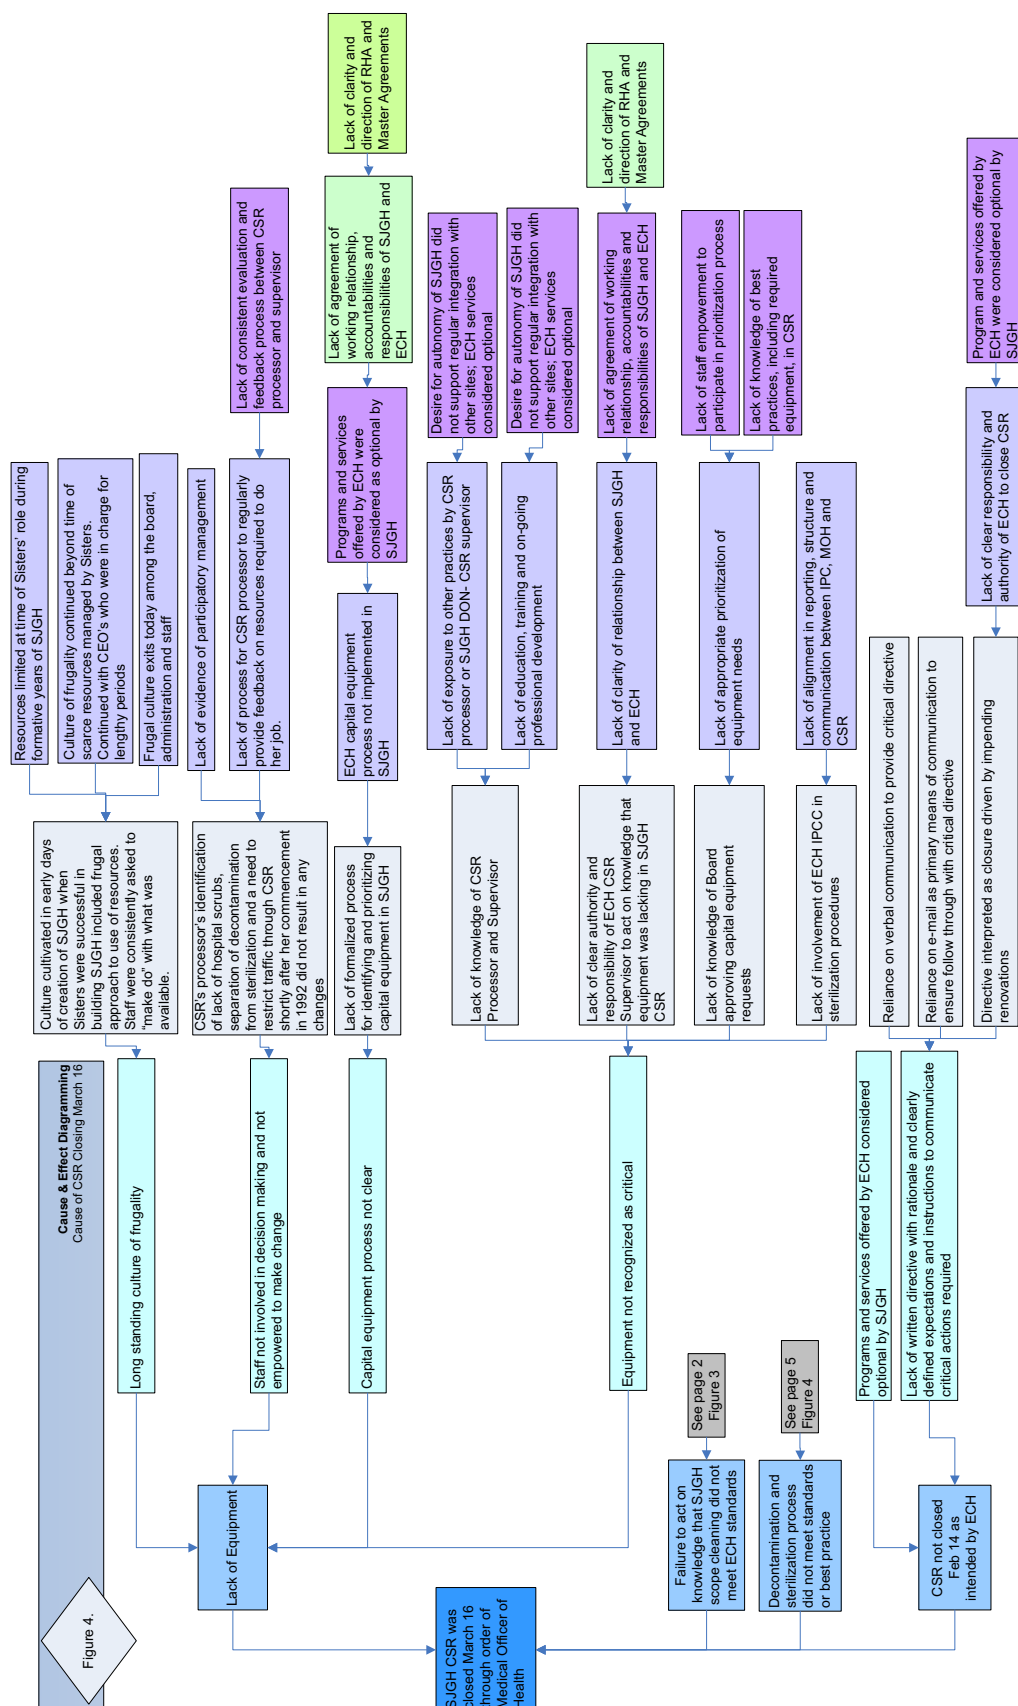 Figure 4.
Cause & Effect Diagramming
Cause of CSR Closing March 16
SJGH CSR was
closed March 16
through order of
Medical Officer of
Health
Lack of Equipment
Long standing culture of frugality
Culture cultivated in early days
of creation of SJGH when
Sisters were successful in
building SJGH included frugal
approach to use of resources.
Staff were consistently asked to
“make do” with what was
available.
Resources limited at time of Sisters’ role during
formative years of SJGH
Culture of frugality continued beyond time of
scarce resources managed by Sisters.
Continued with CEO’s who were in charge for
lengthy periods
Frugal culture exits today among the board,
administration and staff
Staff not involved in decision making and not
empowered to make change
CSR’s processor’s identification
of lack of hospital scrubs,
separation of decontamination
from sterilization and a need to
restrict traffic through CSR
shortly after her commencement
in 1992 did not result in any
changes
Lack of evidence of participatory management
Lack of process for CSR processor to regularly
provide feedback on resources required to do
her job.
Lack of consistent evaluation and
feedback process between CSR
processor and supervisor
Capital equipment process not clear
Lack of formalized process
for identifying and prioritizing
capital equipment in SJGH
ECH capital equipment
process not implemented in
SJGH
Programs and services
offered by ECH were
considered as optional by
SJGH
Lack of agreement of
working relationship,
accountabilities and
responsibilities of SJGH and
ECH
Lack of clarity and
direction of RHA and
Master Agreements
Equipment not recognized as critical
Lack of knowledge of CSR
Processor and Supervisor
Lack of exposure to other practices by CSR
processor or SJGH DON- CSR supervisor
Desire for autonomy of SJGH did
not support regular integration with
other sites; ECH services
considered optional
Lack of education, training and on-going
professional development
Desire for autonomy of SJGH did
not support regular integration with
other sites; ECH services
considered optional
Lack of clear authority and
responsibility of ECH CSR
Supervisor to act on knowledge that
equipment was lacking in SJGH
CSR
Lack of clarity of relationship between SJGH
and ECH
Lack of agreement of working
relationship, accountabilities and
responsibilities of SJGH and ECH
Lack of clarity and
direction of RHA and
Master Agreements
Lack of knowledge of Board
approving capital equipment
requests
Lack of appropriate prioritization of
equipment needs
Lack of staff empowerment to
participate in prioritization process
Lack of knowledge of best
practices, including required
equipment, in CSR
Lack of involvement of ECH IPCC in
sterilization procedures
Lack of alignment in reporting, structure and
communication between IPC, MOH and
CSR
Failure to act on
knowledge that SJGH
scope cleaning did not
meet ECH standards
See page 2
Figure 3
Decontamination and
sterilization process
did not meet standards
or best practice
See page 5
Figure 4
CSR not closed
Feb 14 as
intended by ECH
Programs and services offered by ECH considered
optional by SJGH
Lack of written directive with rationale and clearly
defined expectations and instructions to communicate
critical actions required
Reliance on verbal communication to provide critical directive
Reliance on e-mail as primary means of communication to
ensure follow through with critical directive
Directive interpreted as closure driven by impending
renovations
Lack of clear responsibility and
authority of ECH to close CSR
Program and services offered by
ECH were considered optional by
SJGH